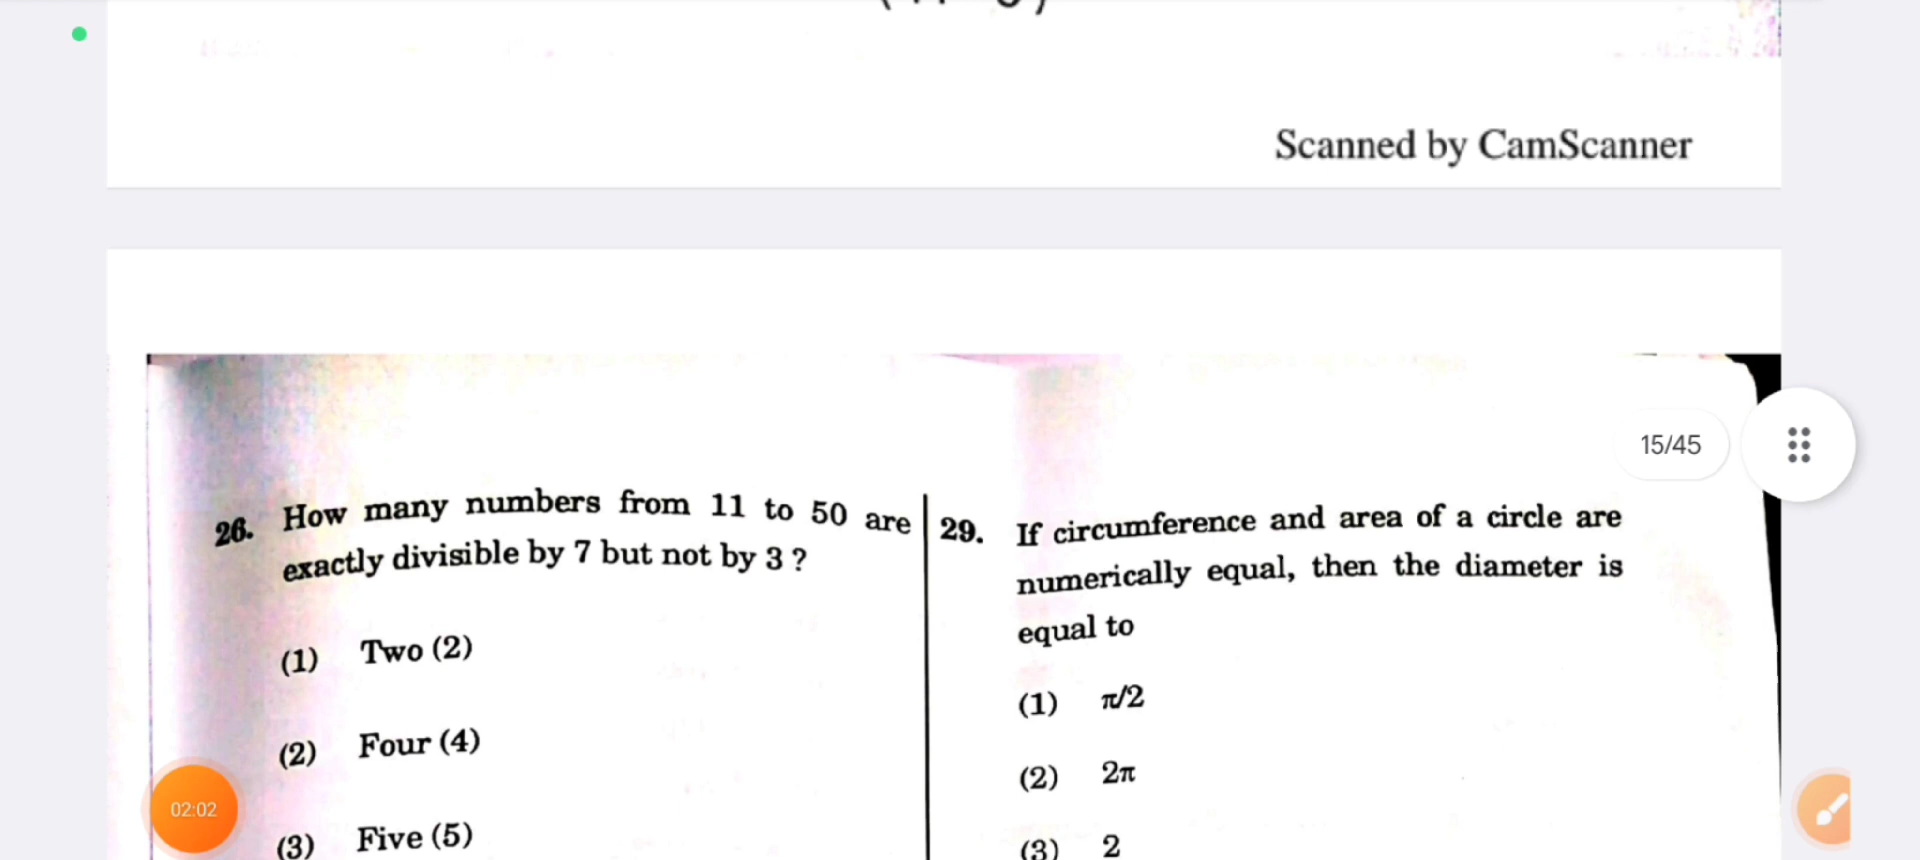 Scanned by CamScanner
15/45
26. How many numbers from 11 to 50 are
exactly divisible by 7 but not by 3 ?
(1) Two (2)
(2) Four (4)
(3) Five (5)
29. If circumference and area of a circle are
numerically equal, then the diameter is
equal to
(1) π/2
(2) 2π
(3) 2
02:02